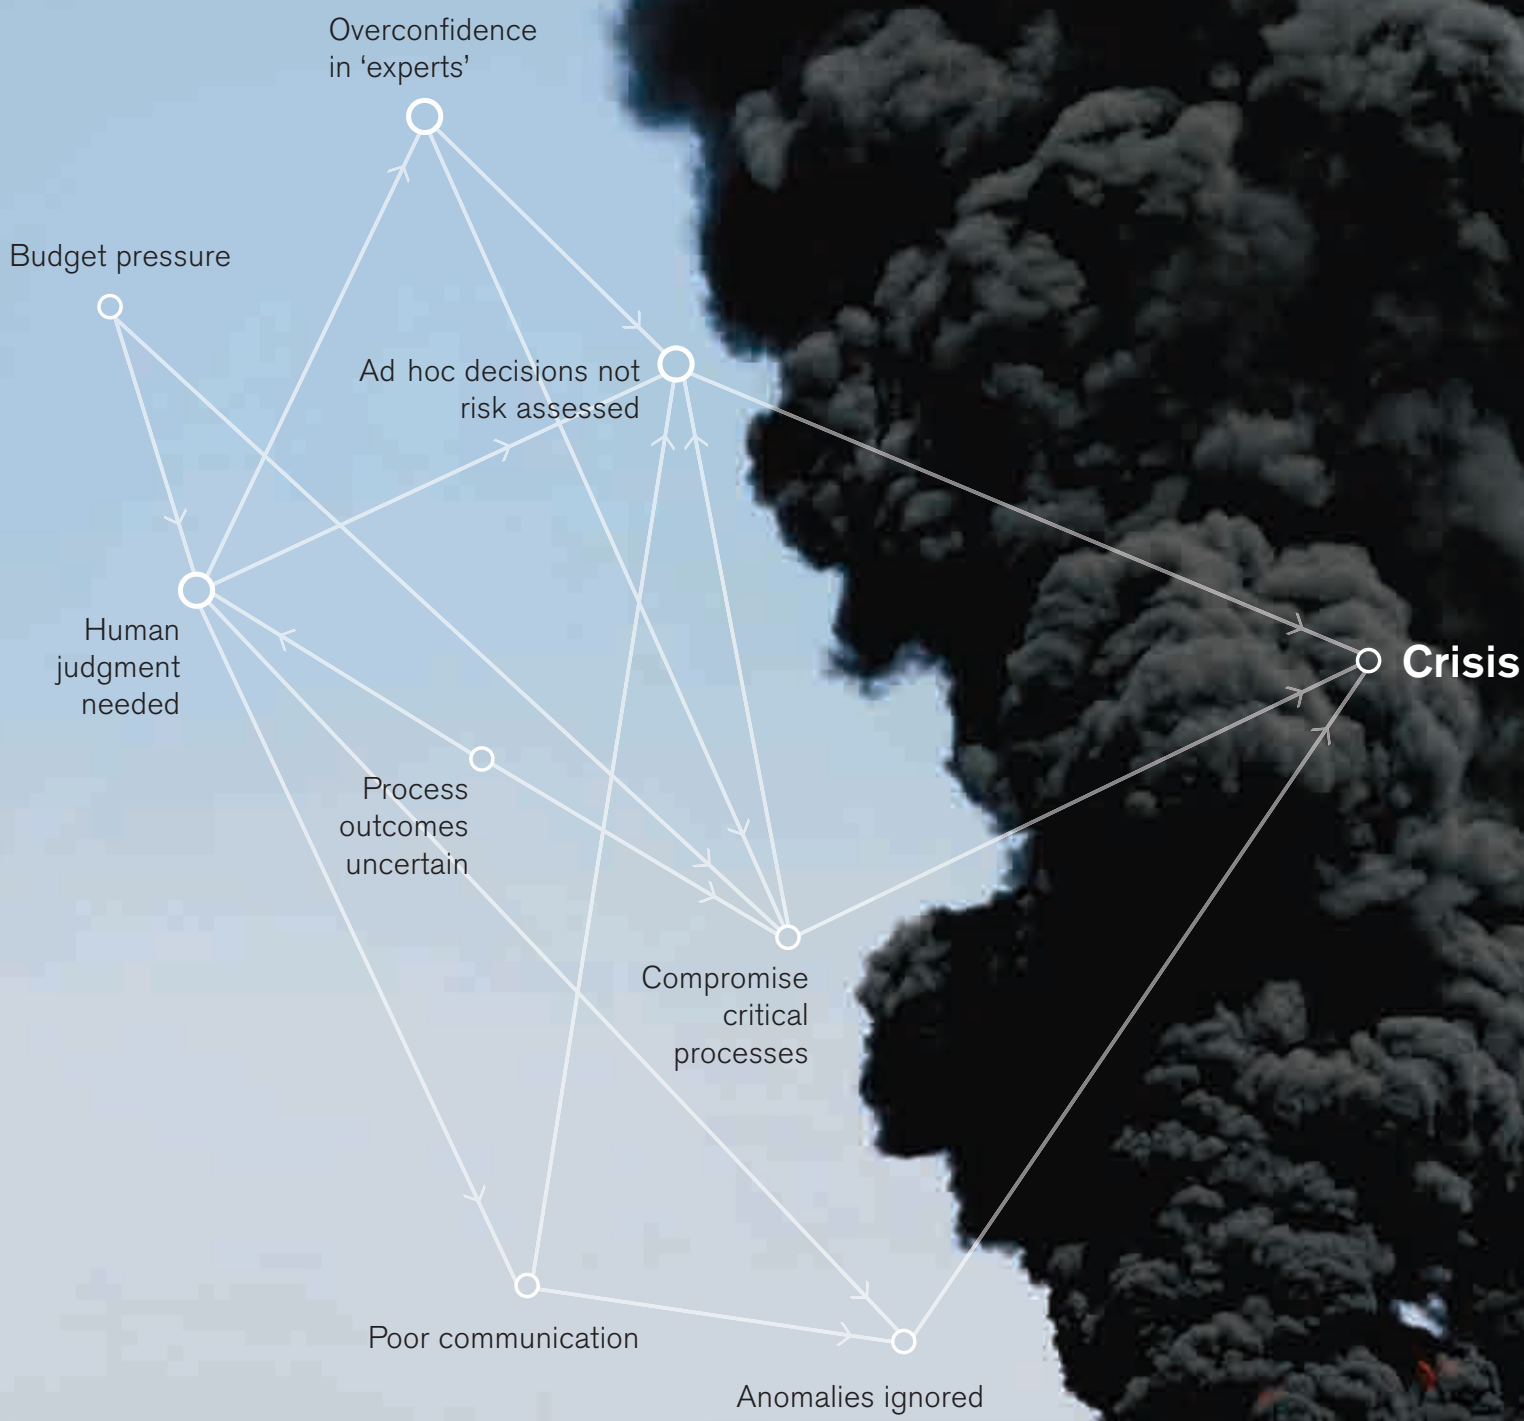 Overconfidence
in ‘experts’
Budget pressure
Ad hoc decisions not
risk assessed
Human
judgment
needed
Crisis
Process
outcomes
uncertain
Compromise
critical
processes
Poor communication
Anomalies ignored